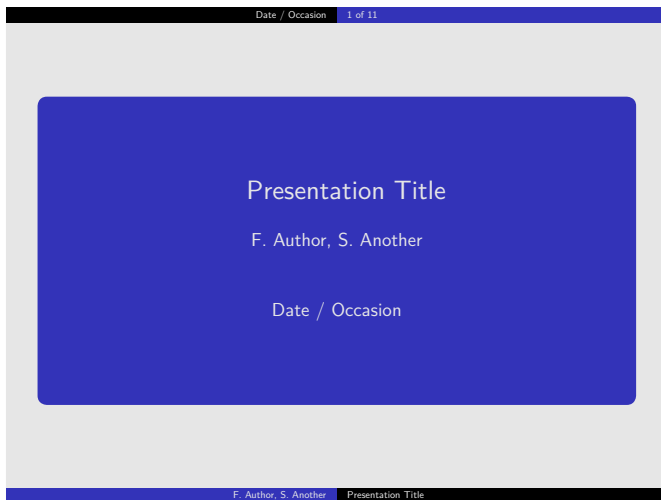 Date / Occasion 1 of 11
Presentation Title
F. Author, S. Another
Date / Occasion
F. Author, S. Another Presentation Title